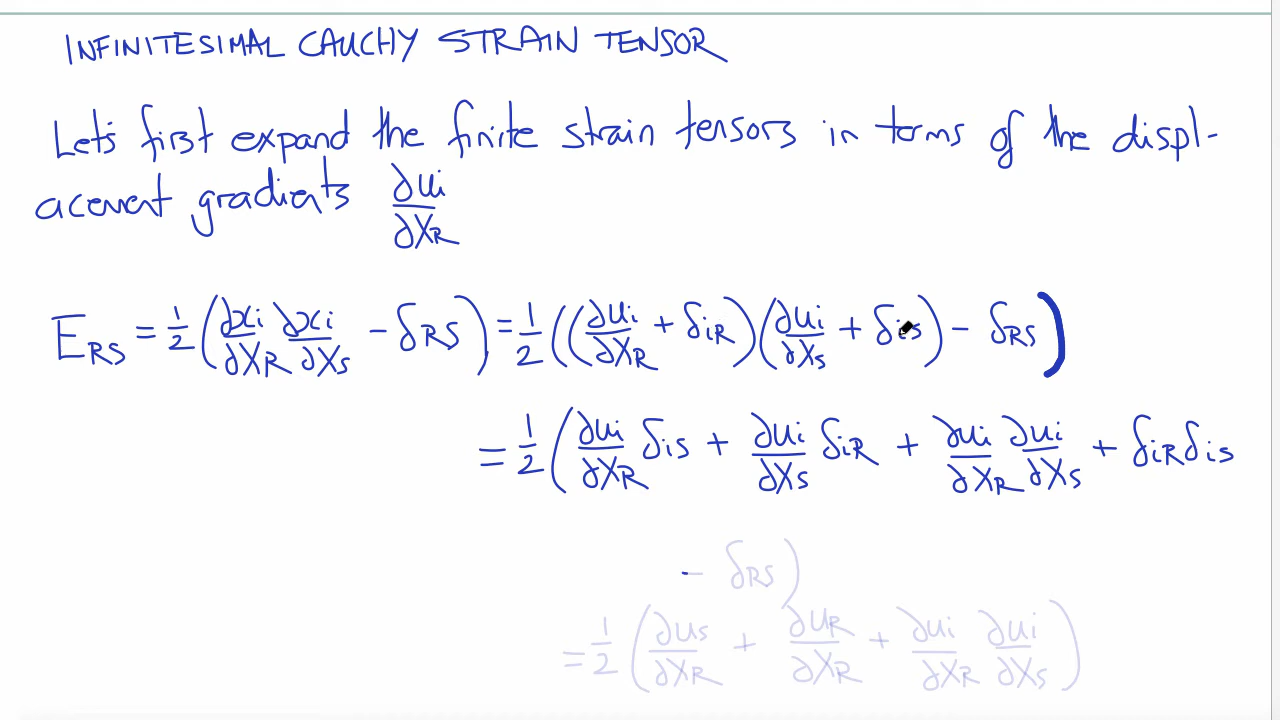 INFINITESIMAL CAUCHY STRAIN TENSOR
Let's first expand the finite strain tensors in terms of the displ-
acement gradients ∂ui/∂XR
ERS = 1/2 (∂xi/∂XR ∂xi/∂XS - δRS) = 1/2 ((∂ui/∂XR + δiR)(∂ui/∂XS + δis) - δRS)
= 1/2 (∂ui/∂XR δis + ∂ui/∂XS δiR + ∂ui/∂XR ∂ui/∂XS + δiR δis
- δRS)
= 1/2 (∂us/∂XR + ∂uR/∂XR + ∂ui/∂XR ∂ui/∂XS)